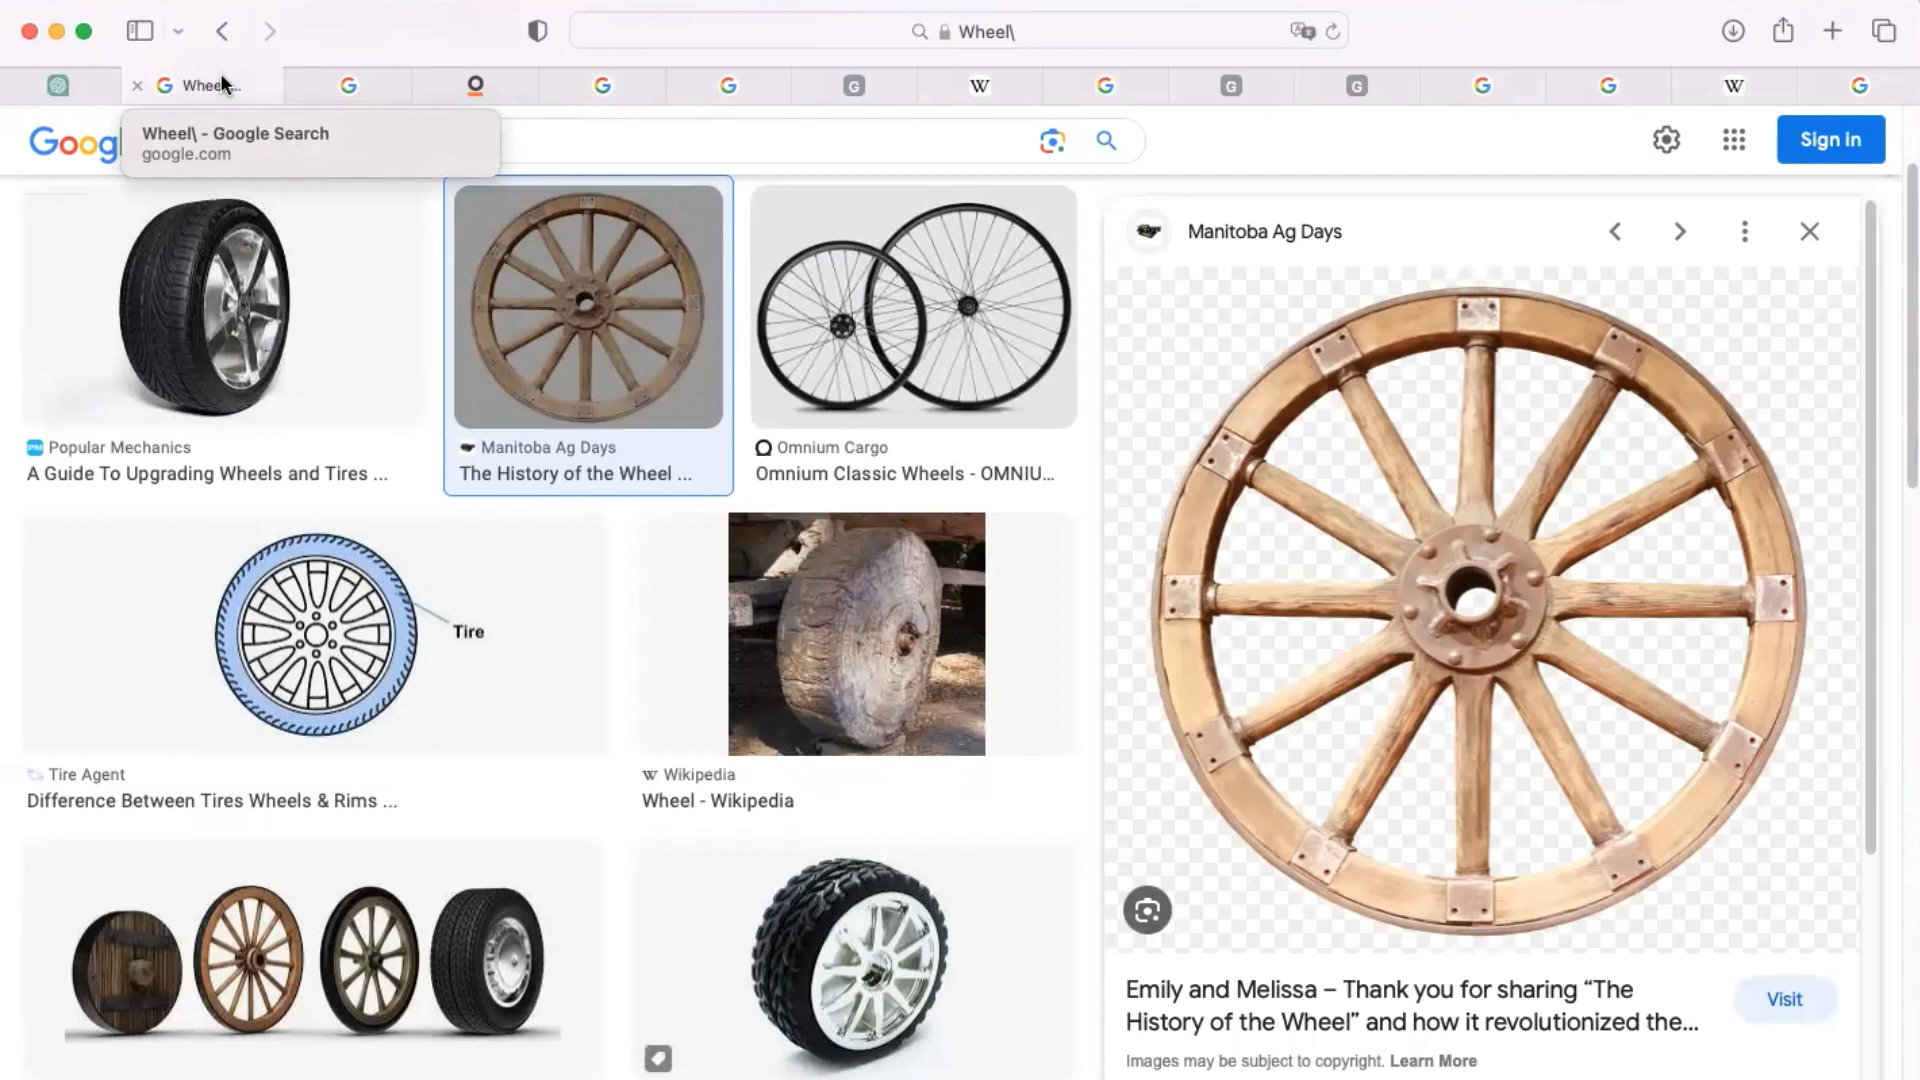 Wheel\
Whee
Wheel\ - Google Search
google.com
Goog
Sign in
Manitoba Ag Days
Popular Mechanics
A Guide To Upgrading Wheels and Tires ...
Manitoba Ag Days
The History of the Wheel ...
Omnium Cargo
Omnium Classic Wheels - OMNIU...
Tire
Tire Agent
Difference Between Tires Wheels & Rims ...
W Wikipedia
Wheel - Wikipedia
Emily and Melissa – Thank you for sharing “The
History of the Wheel” and how it revolutionized the...
Visit
Images may be subject to copyright. Learn More